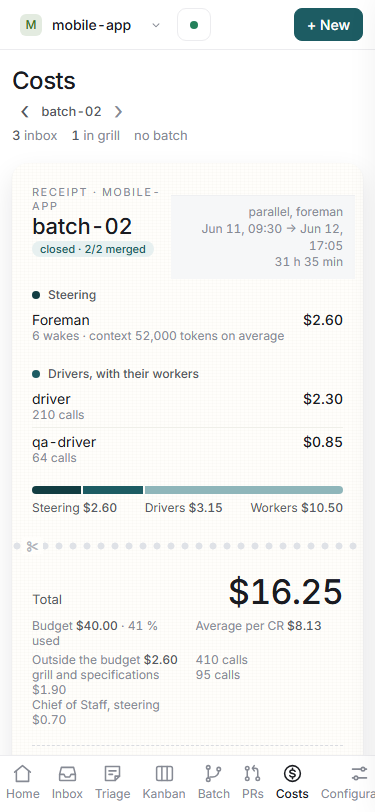 M mobile-app
+ New
Costs
batch-02
3 inbox 1 in grill no batch
RECEIPT · MOBILE-
APP
batch-02
closed · 2/2 merged
parallel, foreman
Jun 11, 09:30 → Jun 12,
17:05
31 h 35 min
Steering
Foreman $2.60
6 wakes · context 52,000 tokens on average
Drivers, with their workers
driver $2.30
210 calls
qa-driver $0.85
64 calls
Steering $2.60 Drivers $3.15 Workers $10.50
Total $16.25
Budget $40.00 · 41 %
used
Average per CR $8.13
Outside the budget $2.60
grill and specifications
$1.90
Chief of Staff, steering
$0.70
410 calls
95 calls
Home Inbox Triage Kanban Batch PRs Costs Configura